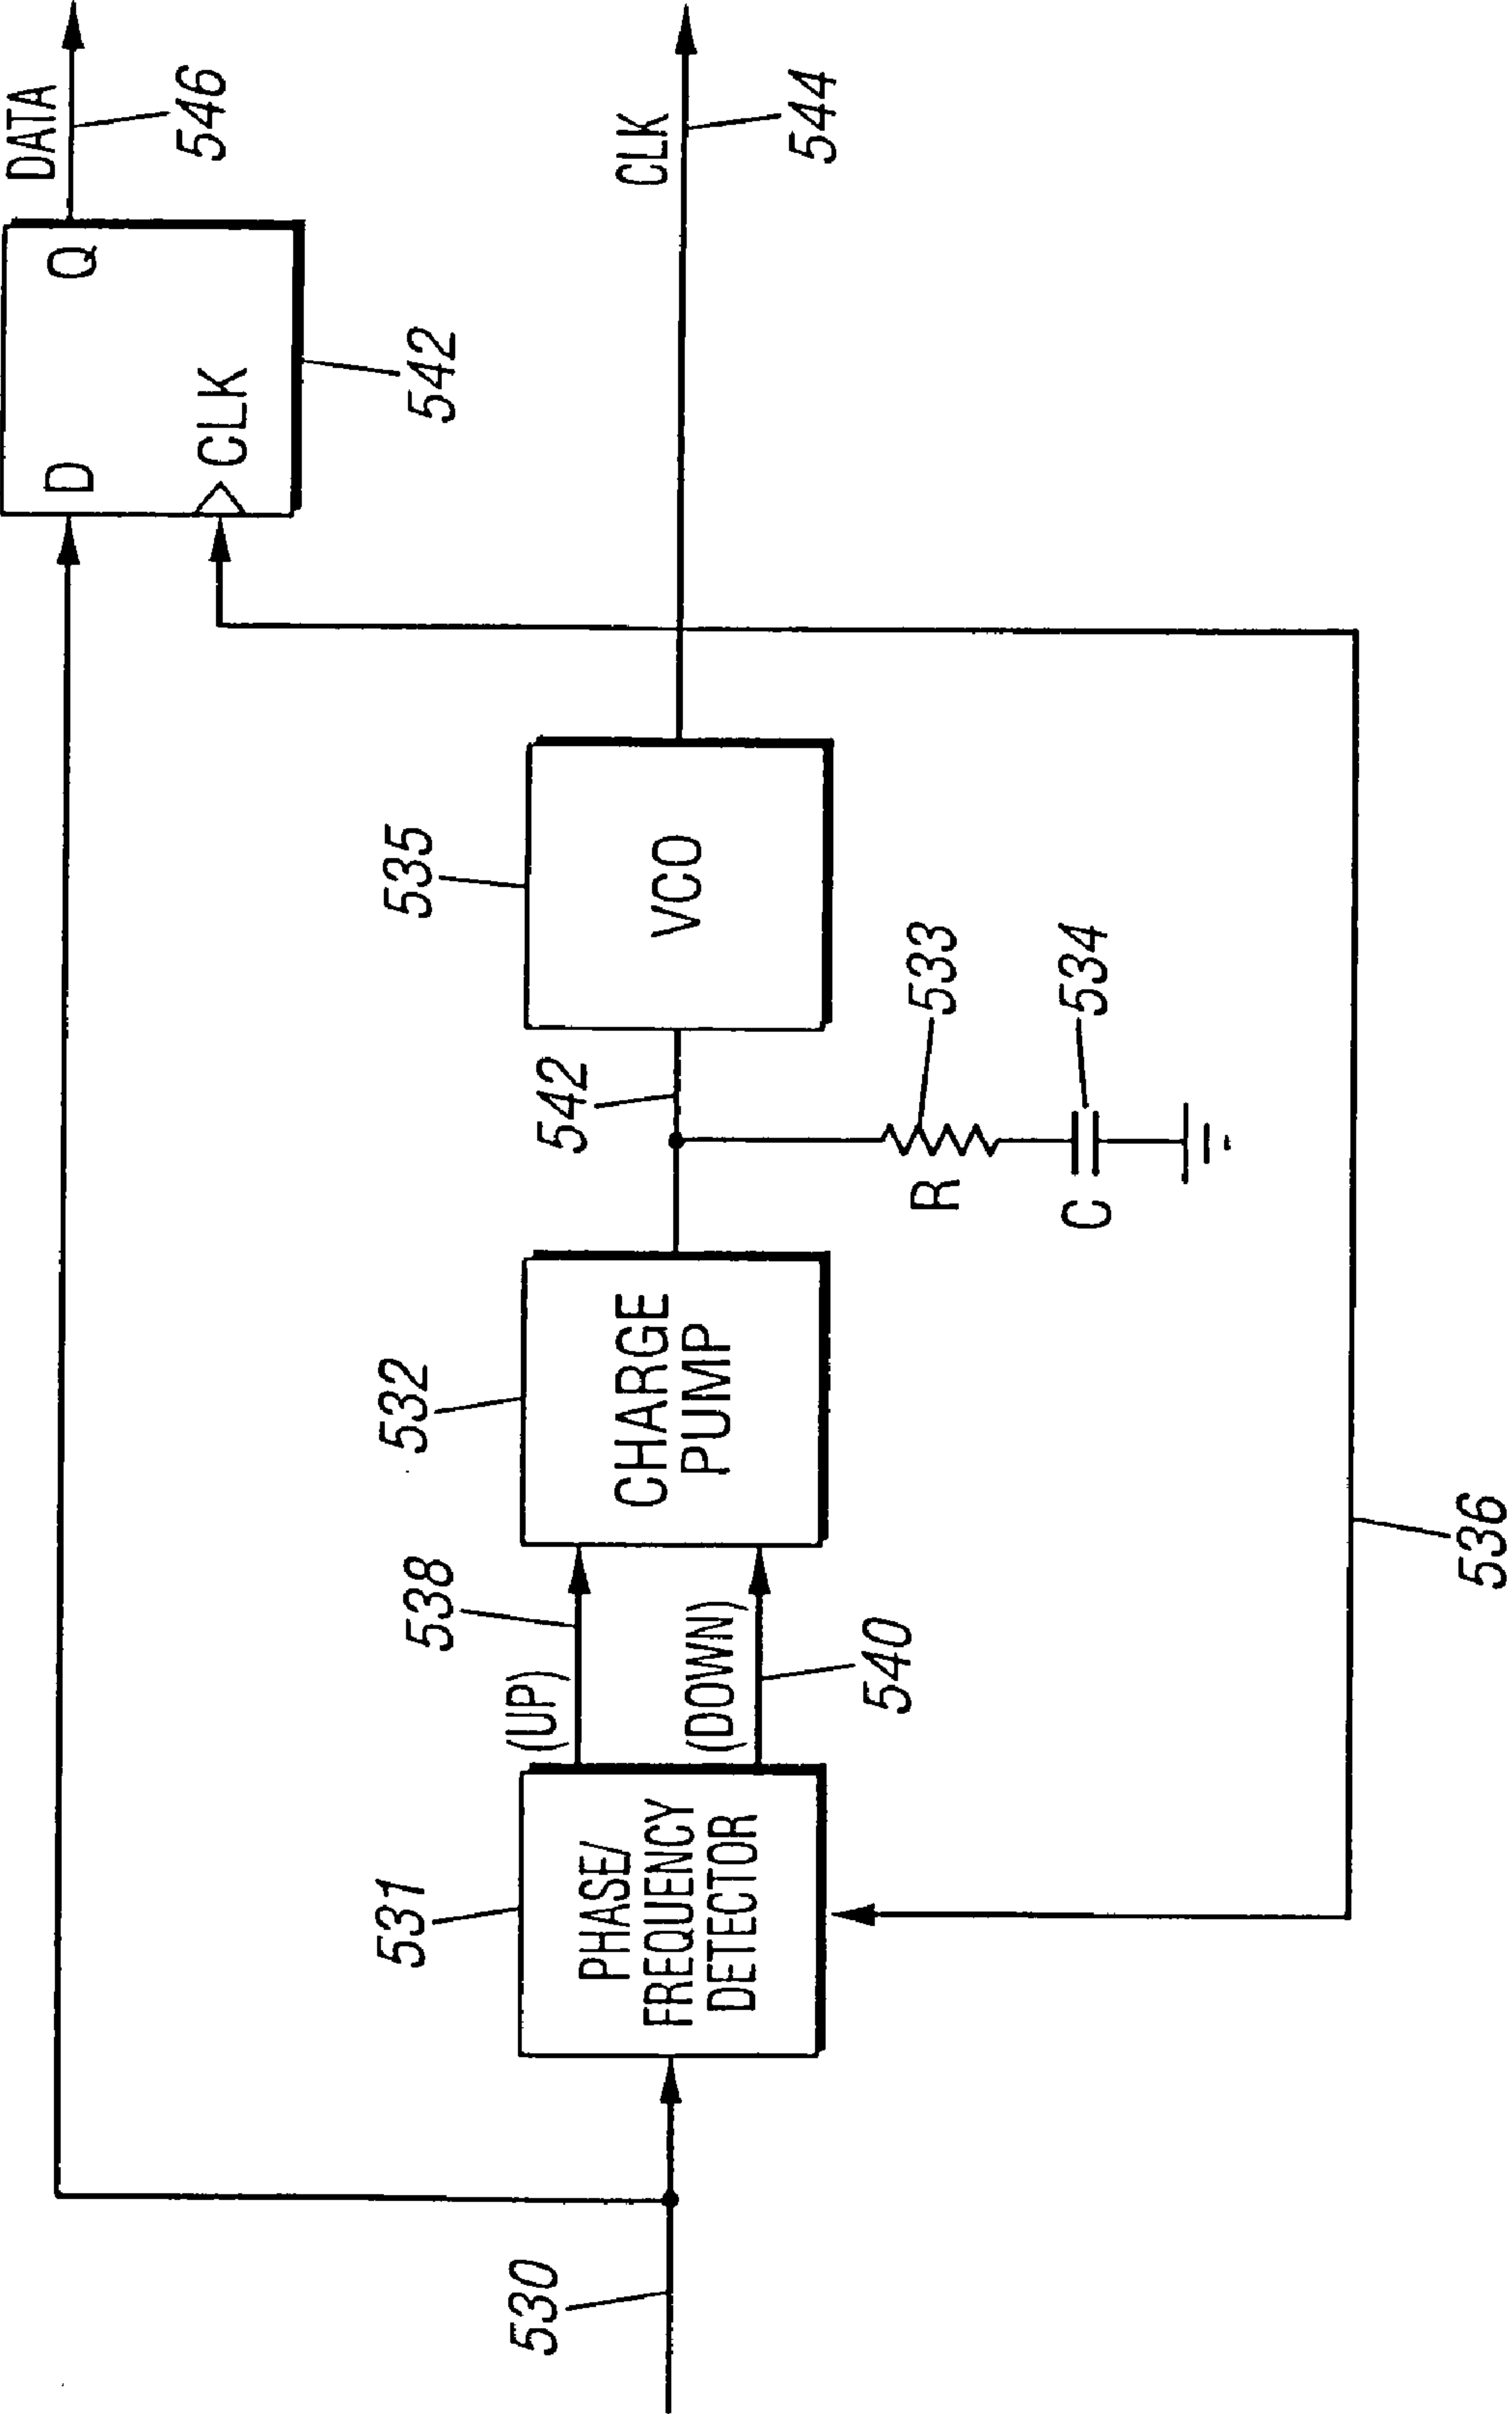 DATA
546
D
Q
CLK
542
CLK
544
535
VCO
542
533
R
534
C
532
CHARGE
PUMP
538
(UP)
(DOWN)
540
531
PHASE/
FREQUENCY
DETECTOR
530
536